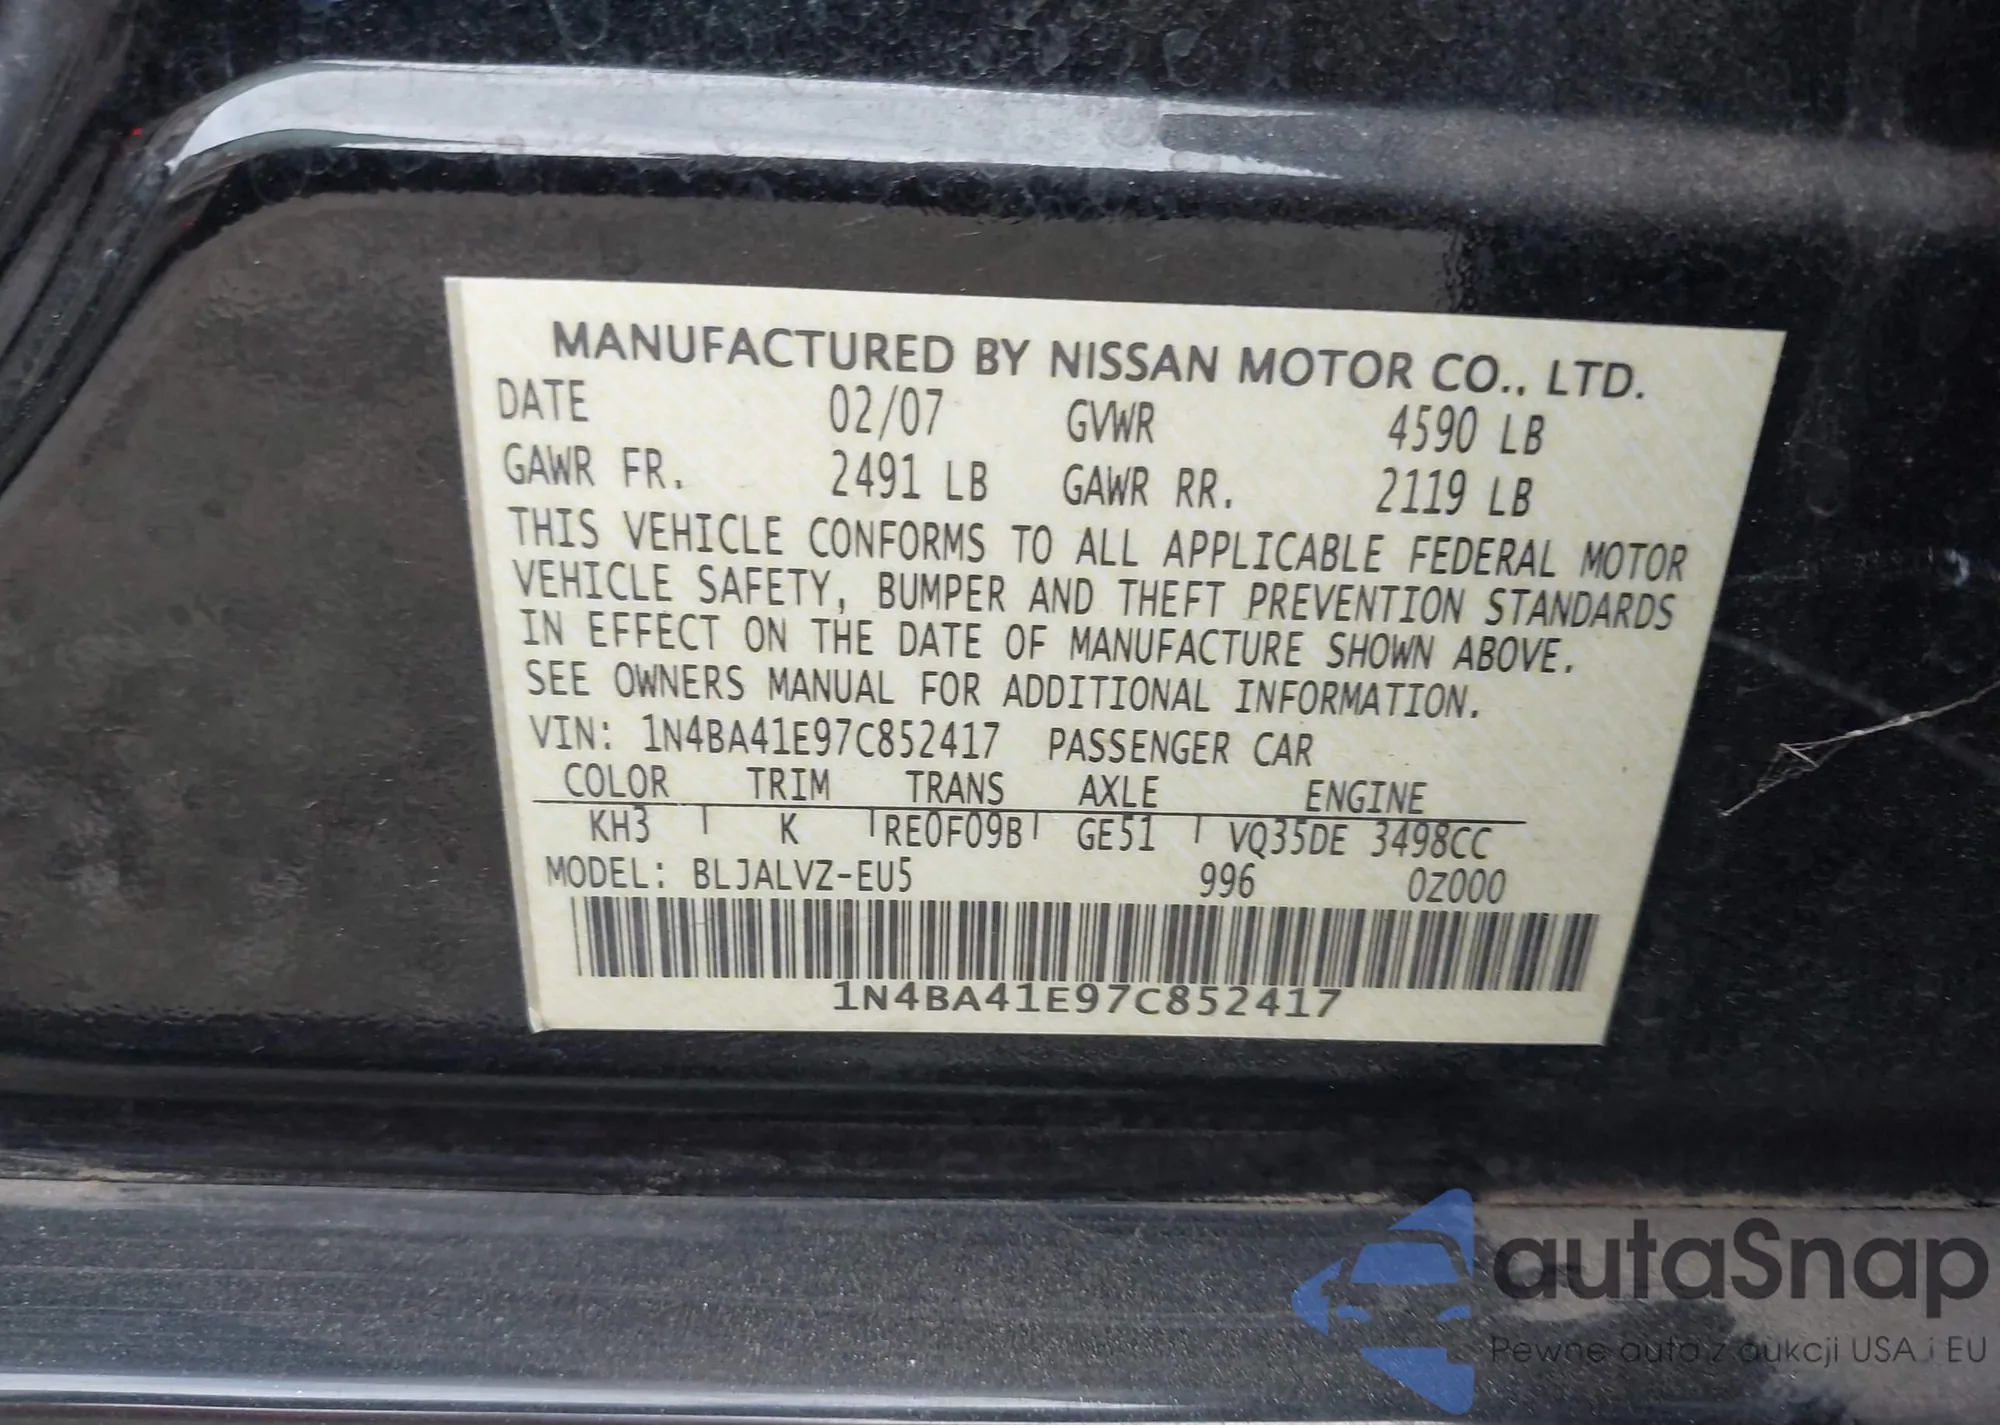 MANUFACTURED BY NISSAN MOTOR CO., LTD.
DATE 02/07 GVWR 4590 LB
GAWR FR. 2491 LB GAWR RR. 2119 LB
THIS VEHICLE CONFORMS TO ALL APPLICABLE FEDERAL MOTOR
VEHICLE SAFETY, BUMPER AND THEFT PREVENTION STANDARDS
IN EFFECT ON THE DATE OF MANUFACTURE SHOWN ABOVE.
SEE OWNERS MANUAL FOR ADDITIONAL INFORMATION.
VIN: 1N4BA41E97C852417 PASSENGER CAR
COLOR TRIM TRANS AXLE ENGINE
KH3 K RE0F09B GE51 VQ35DE 3498CC
MODEL: BLJALVZ-EU5 996 0Z000
1N4BA41E97C852417
autaSnap
Pewne auta z aukcji USA i EU